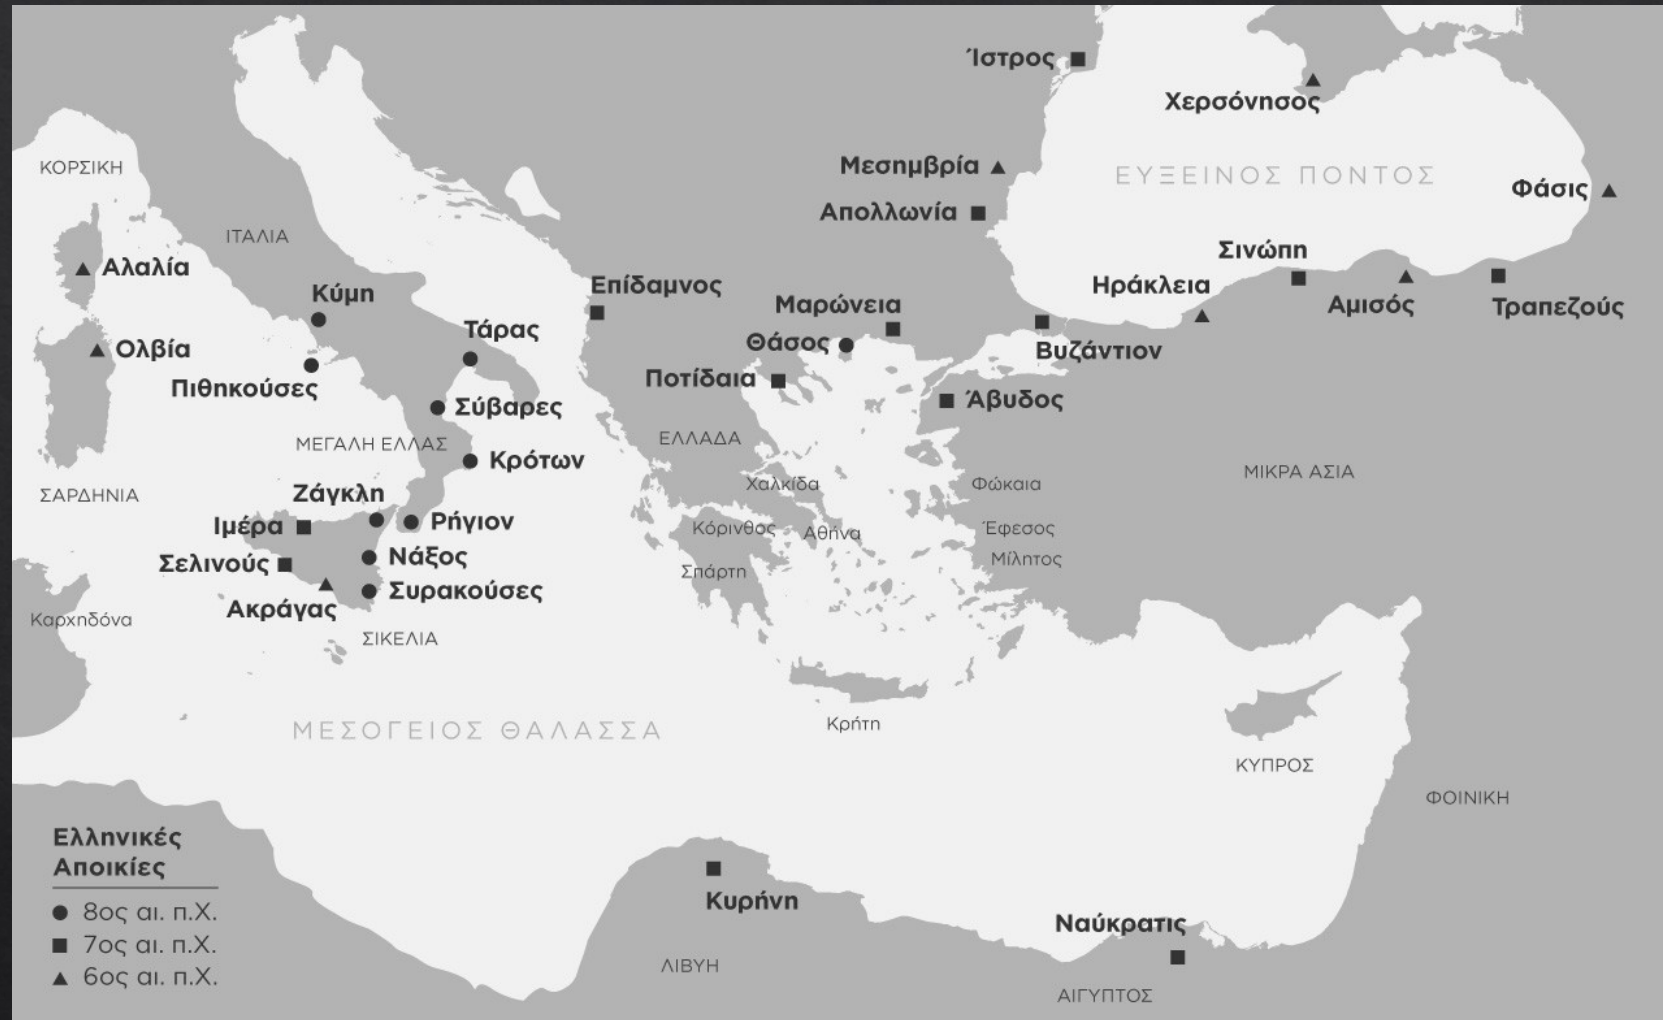 Ίστρος
Χερσόνησος
ΚΟΡΣΙΚΗ
Μεσημβρία
ΕΥΞΕΙΝΟΣ ΠΟΝΤΟΣ
Φάσις
Απολλωνία
ΙΤΑΛΙΑ
Σινώπη
Αλαλία
Κύμη
Επίδαμνος
Ηράκλεια
Μαρώνεια
Αμισός
Τραπεζούς
Τάρας
Θάσος
Ολβία
Βυζάντιον
Πιθηκούσες
Ποτίδαια
Σύβαρες
Άβυδος
ΜΕΓΑΛΗ ΕΛΛΑΣ
ΕΛΛΑΔΑ
Κρότων
ΜΙΚΡΑ ΑΣΙΑ
ΣΑΡΔΗΝΙΑ
Ζάγκλη
Χαλκίδα
Φώκαια
Ιμέρα
Ρήγιον
Κόρινθος
Αθήνα
Έφεσος
Σελινούς
Νάξος
Μίλητος
Σπάρτη
Συρακούσες
Ακράγας
Καρχηδόνα
ΣΙΚΕΛΙΑ
ΜΕΣΟΓΕΙΟΣ ΘΑΛΑΣΣΑ
Κρήτη
ΚΥΠΡΟΣ
ΦΟΙΝΙΚΗ
Ελληνικές
Αποικίες
8ος αι. π.Χ.
7ος αι. π.Χ.
6ος αι. π.Χ.
Κυρήνη
Ναύκρατις
ΛΙΒΥΗ
ΑΙΓΥΠΤΟΣ